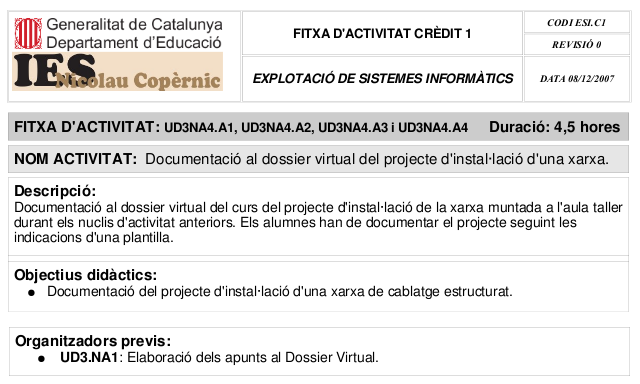 Generalitat de Catalunya
Departament d'Educació
IES Nicolau Copèrnic
FITXA D'ACTIVITAT CRÈDIT 1
EXPLOTACIÓ DE SISTEMES INFORMÀTICS
CODI ESI.C1
REVISIÓ 0
DATA 08/12/2007
FITXA D'ACTIVITAT: UD3NA4.A1, UD3NA4.A2, UD3NA4.A3 i UD3NA4.A4 Duració: 4,5 hores
NOM ACTIVITAT: Documentació al dossier virtual del projecte d'instal·lació d'una xarxa.
Descripció:
Documentació al dossier virtual del curs del projecte d'instal·lació de la xarxa muntada a l'aula taller
durant els nuclis d'activitat anteriors. Els alumnes han de documentar el projecte seguint les
indicacions d'una plantilla.
Objectius didàctics:
● Documentació del projecte d'instal·lació d'una xarxa de cablatge estructurat.
Organitzadors previs:
● UD3.NA1: Elaboració dels apunts al Dossier Virtual.